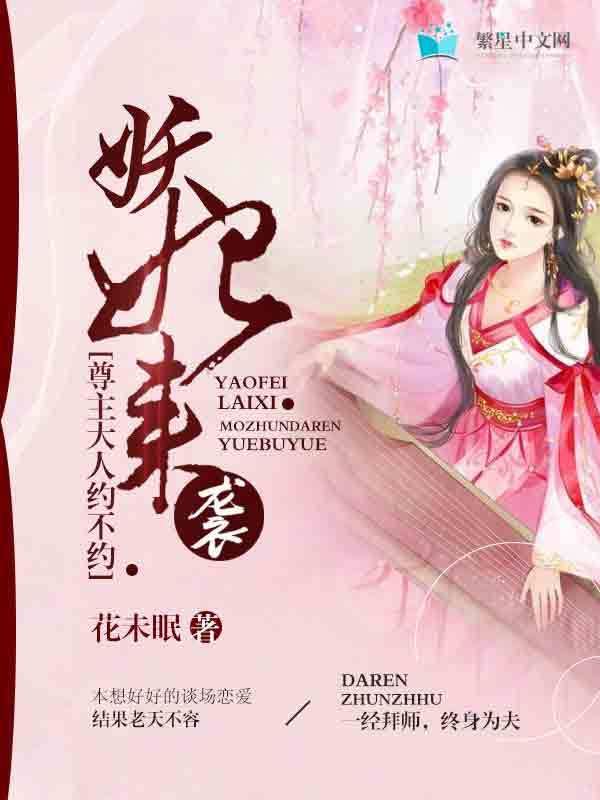 繁星中文网
妖妃来袭
[尊主大人约不约]
YAOFEI
LAIXI
MOZHUNDAREN
YUEBUYUE
花未眠 著
本想好好的谈场恋爱
结果老天不容
DAREN
ZHUNZHHU
一经拜师，终身为夫